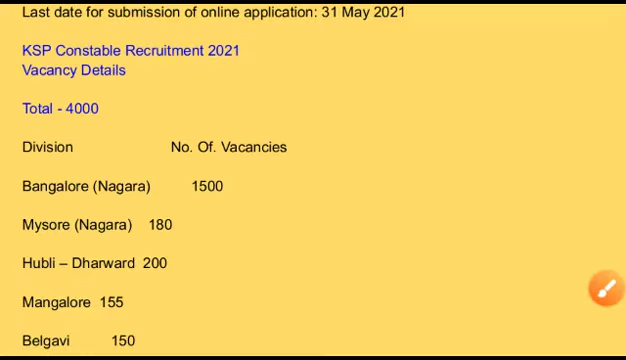 Last date for submission of online application: 31 May 2021
KSP Constable Recruitment 2021
Vacancy Details
Total - 4000
Division No. Of. Vacancies
Bangalore (Nagara) 1500
Mysore (Nagara) 180
Hubli – Dharward 200
Mangalore 155
Belgavi 150